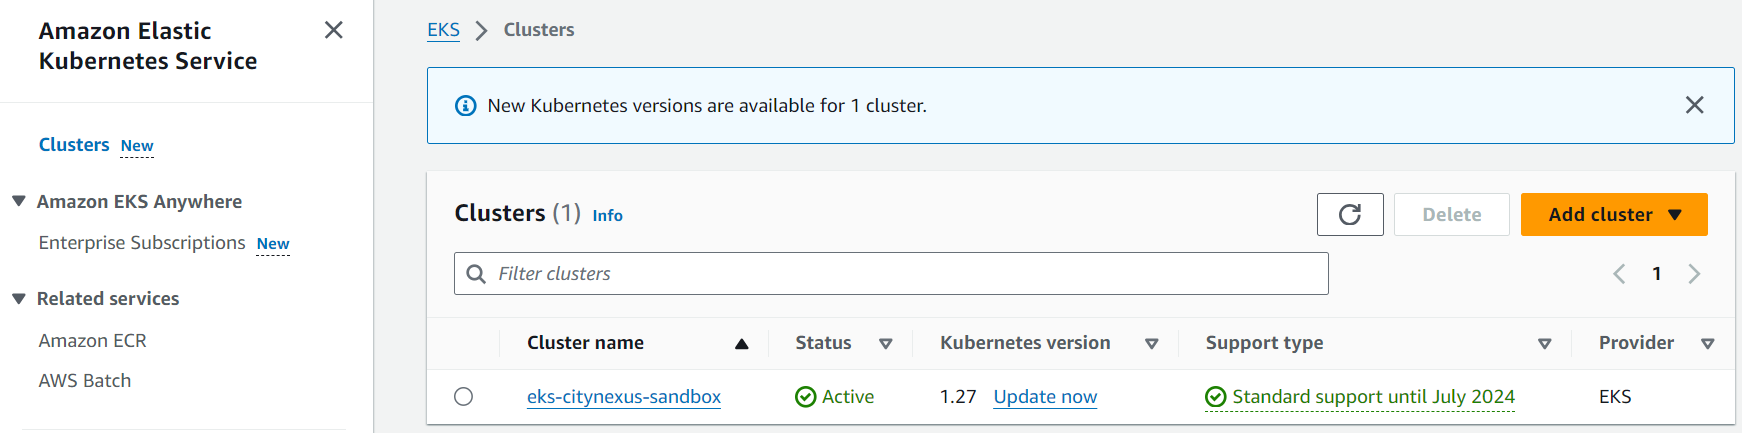 Amazon Elastic
Kubernetes Service
Clusters New
Amazon EKS Anywhere
Enterprise Subscriptions New
Related services
Amazon ECR
AWS Batch
EKS Clusters
New Kubernetes versions are available for 1 cluster.
Clusters (1) Info
Delete
Add cluster
Filter clusters
1
Cluster name Status Kubernetes version Support type Provider
eks-citynexus-sandbox Active 1.27 Update now Standard support until July 2024 EKS